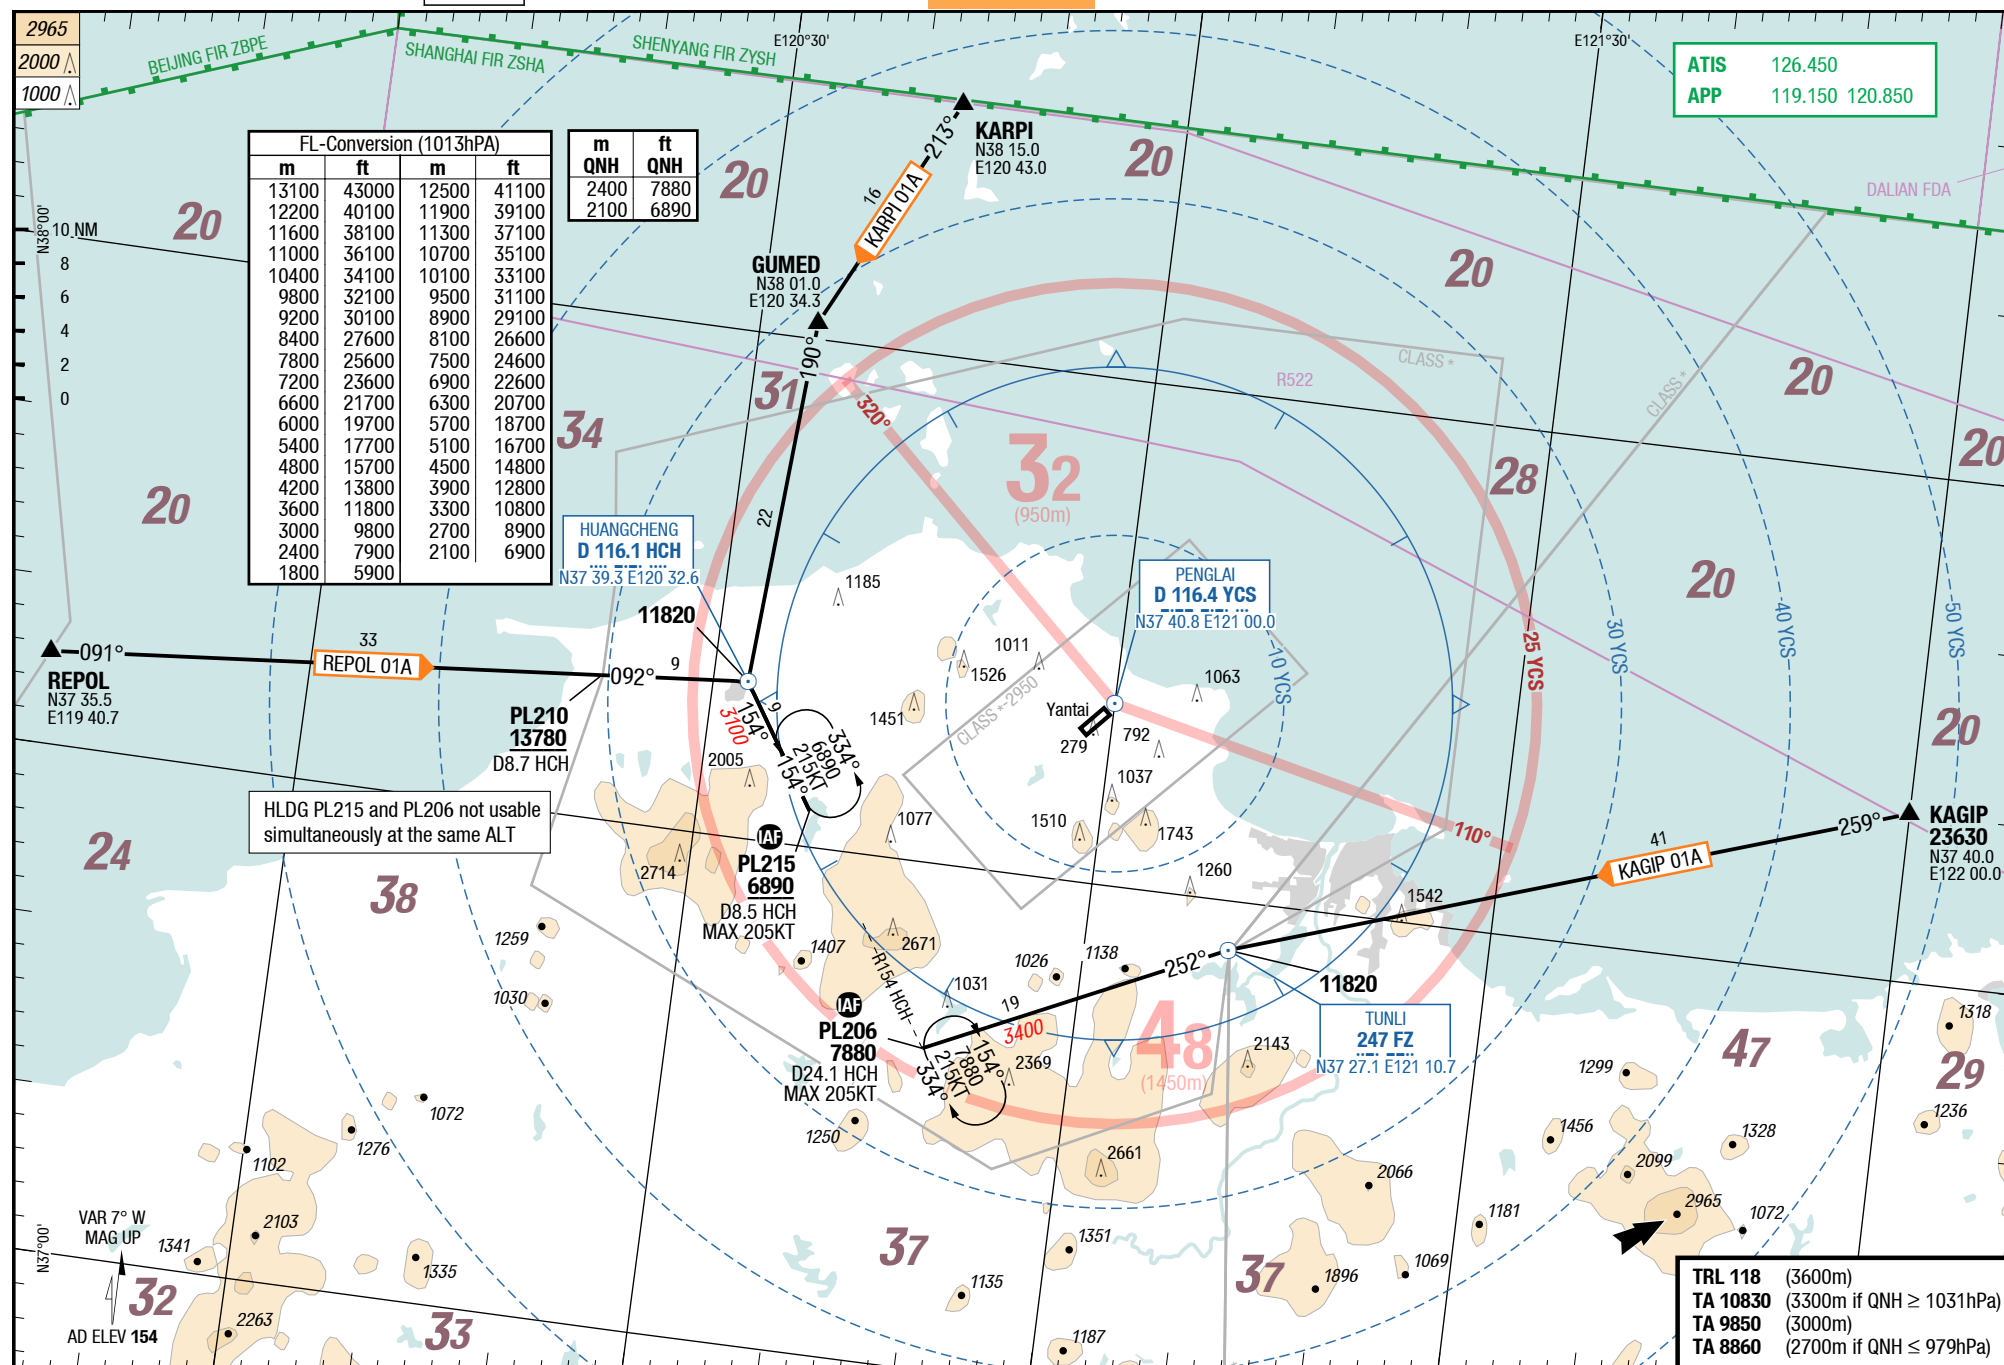 2965
2000
1000
BEIJING FIR ZBPE
SHANGHAI FIR ZSHA
SHENYANG FIR ZYSH
E120°30'
E121°30'
ATIS 126.450
APP 119.150 120.850
DALIAN FDA
FL-Conversion (1013hPA)
m ft m ft
13100 43000 12500 41100
12200 40100 11900 39100
11600 38100 11300 37100
11000 36100 10700 35100
10400 34100 10100 33100
9800 32100 9500 31100
9200 30100 8900 29100
8400 27600 8100 26600
7800 25600 7500 24600
7200 23600 6900 22600
6600 21700 6300 20700
6000 19700 5700 18700
5400 17700 5100 16700
4800 15700 4500 14800
4200 13800 3900 12800
3600 11800 3300 10800
3000 9800 2700 8900
2400 7900 2100 6900
1800 5900
m ft
QNH QNH
2400 7880
2100 6890
N38°00'
10 NM
8
6
4
2
0
20
20
20
20
20
20
20
20
20
34
31
28
KARPI
N38 15.0
E120 43.0
213°
16
KARPI 01A
GUMED
N38 01.0
E120 34.3
190°
22
320°
32
(950m)
R522
CLASS *
CLASS *
HUANGCHENG
D 116.1 HCH
N37 39.3 E120 32.6
11820
PENGLAI
D 116.4 YCS
N37 40.8 E121 00.0
10 YCS
25 YCS
30 YCS
40 YCS
50 YCS
REPOL
N37 35.5
E119 40.7
091°
33
REPOL 01A
092°
9
PL210
13780
D8.7 HCH
1185
1011
1526
1451
CLASS *-2950
1063
Yantai
279
792
1037
1510
1743
1260
1077
9
154°
3100
154°
334°
6890
215KT
2005
2714
HLDG PL215 and PL206 not usable
simultaneously at the same ALT
IAF
PL215
6890
D8.5 HCH
MAX 205KT
24
38
1259
1030
1407
2671
R154 HCH
1031
1026
1138
252°
19
3400
110°
1542
41
KAGIP 01A
259°
KAGIP
23630
N37 40.0
E122 00.0
11820
TUNLI
247 FZ
N37 27.1 E121 10.7
IAF
PL206
7880
D24.1 HCH
MAX 205KT
154°
7880
215KT
334°
2369
48
(1450m)
2143
47
29
1318
1299
1236
1456
1328
2099
2965
1072
1181
2066
2661
1250
1072
1276
1102
2103
1341
1335
2263
VAR 7° W
MAG UP
N37°00'
AD ELEV 154
32
33
37
37
1351
1135
1187
1896
1069
TRL 118 (3600m)
TA 10830 (3300m if QNH ≥ 1031hPa)
TA 9850 (3000m)
TA 8860 (2700m if QNH ≤ 979hPa)